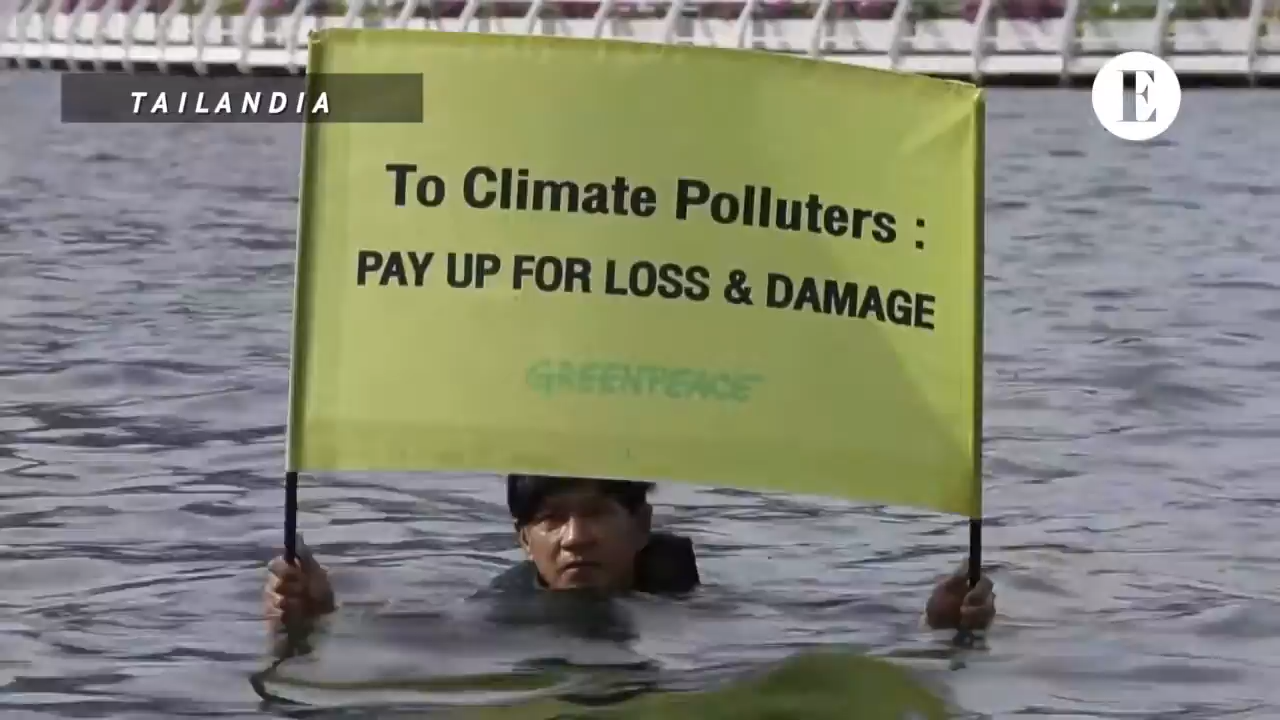 TAILANDIA
E
To Climate Polluters :
PAY UP FOR LOSS & DAMAGE
GREENPEACE